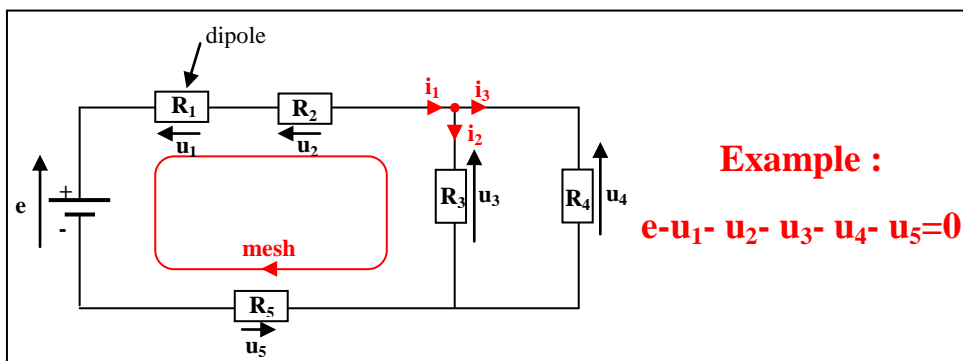 dipole
R₁
R₂
i₁
i₃
u₁
u₂
i₂
Example :
e
+
-
R₃
u₃
R₄
u₄
e-u₁- u₂- u₃- u₄- u₅=0
mesh
R₅
u₅